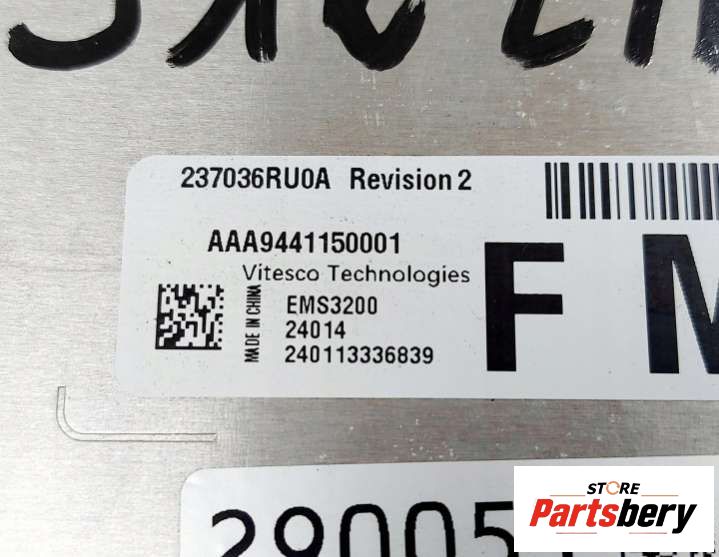 237036RU0A Revision 2
AAA9441150001
Vitesco Technologies
MADE IN CHINA
EMS3200
24014
240113336839
F M
STORE
Partsbery